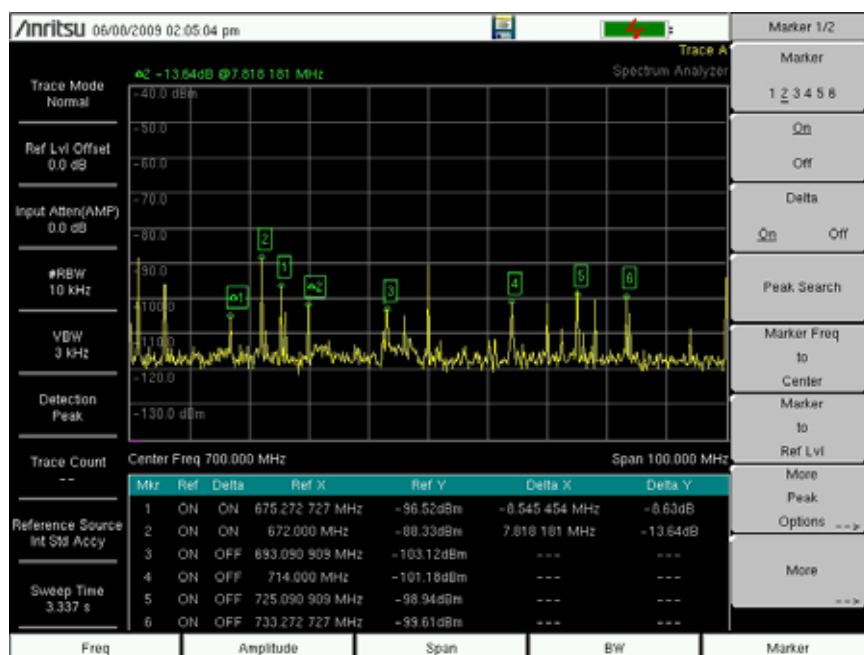 Anritsu 06/08/2009 02:05:04 pm
Trace A
Spectrum Analyzer
▵2 -13.64dB @7.818 181 MHz
Trace Mode
Normal
Ref Lvl Offset
0.0 dB
Input Atten(AMP)
0.0 dB
#RBW
10 kHz
VBW
3 kHz
Detection
Peak
Trace Count
--
Reference Source
Int Std Accy
Sweep Time
3.337 s
-40.0 dBm
-50.0
-60.0
-70.0
-80.0
-90.0
-100.0
-110.0
-120.0
-130.0 dBm
▵1
2
1
▵2
3
4
5
6
Center Freq 700.000 MHz Span 100.000 MHz
Mkr Ref Delta Ref X Ref Y Delta X Delta Y
1 ON ON 675.272 727 MHz -96.52dBm -8.545 454 MHz -8.63dB
2 ON ON 672.000 MHz -88.33dBm 7.818 181 MHz -13.64dB
3 ON OFF 693.090 909 MHz -103.12dBm --- ---
4 ON OFF 714.000 MHz -101.18dBm --- ---
5 ON OFF 725.090 909 MHz -98.94dBm --- ---
6 ON OFF 733.272 727 MHz -99.61dBm --- ---
Marker 1/2
Marker
1 2 3 4 5 6
On
Off
Delta
On Off
Peak Search
Marker Freq
to
Center
Marker
to
Ref Lvl
More
Peak
Options -->
More
-->
Freq Amplitude Span BW Marker